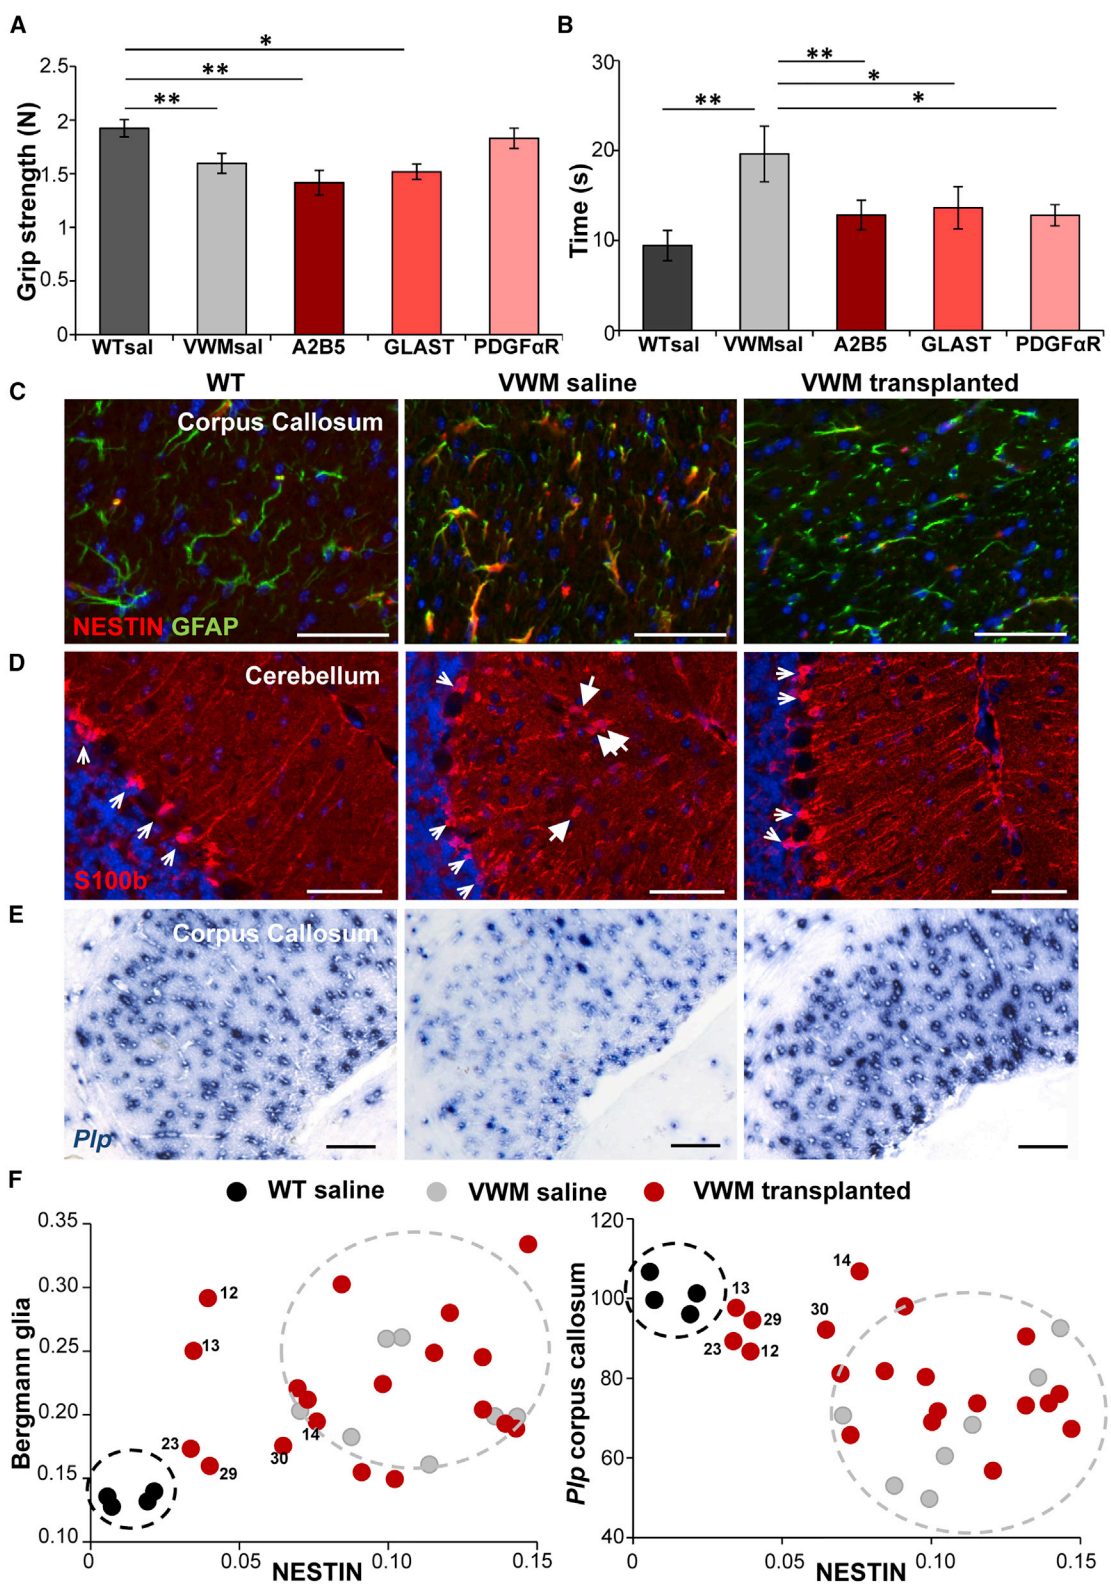 A
B
*
**
**
2.5
2
1.5
1
0.5
0
Grip strength (N)
WTsal
VWMsal
A2B5
GLAST
PDGFαR
**
*
**
*
30
20
10
0
Time (s)
WTsal
VWMsal
A2B5
GLAST
PDGFαR
WT
VWM saline
VWM transplanted
C
Corpus Callosum
NESTIN GFAP
D
Cerebellum
S100b
E
Corpus Callosum
Plp
F
WT saline
VWM saline
VWM transplanted
0.35
0.30
0.25
0.20
0.15
0.10
Bergmann glia
12
13
14
23
29
30
0
0.05
0.10
0.15
NESTIN
120
100
80
60
40
Plp corpus callosum
14
13
29
30
23
12
0
0.05
0.10
0.15
NESTIN